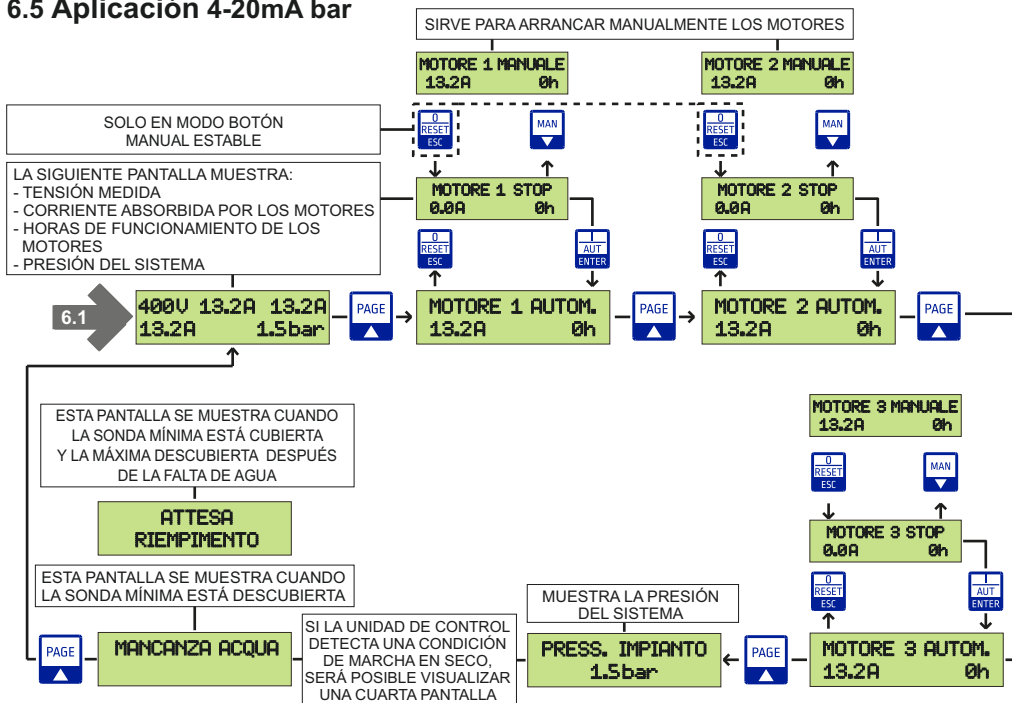 6.5 Aplicación 4-20mA bar
SIRVE PARA ARRANCAR MANUALMENTE LOS MOTORES
MOTORE 1 MANUALE
13.2A 0h
MOTORE 2 MANUALE
13.2A 0h
SOLO EN MODO BOTÓN
MANUAL ESTABLE
0
RESET
ESC
MAN
0
RESET
ESC
MAN
LA SIGUIENTE PANTALLA MUESTRA:
- TENSIÓN MEDIDA
- CORRIENTE ABSORBIDA POR LOS MOTORES
- HORAS DE FUNCIONAMIENTO DE LOS
MOTORES
- PRESIÓN DEL SISTEMA
MOTORE 1 STOP
0.0A 0h
MOTORE 2 STOP
0.0A 0h
0
RESET
ESC
I
AUT
ENTER
0
RESET
ESC
I
AUT
ENTER
6.1
400V 13.2A 13.2A
13.2A 1.5bar
PAGE
MOTORE 1 AUTOM.
13.2A 0h
PAGE
MOTORE 2 AUTOM.
13.2A 0h
PAGE
ESTA PANTALLA SE MUESTRA CUANDO
LA SONDA MÍNIMA ESTÁ CUBIERTA
Y LA MÁXIMA DESCUBIERTA DESPUÉS
DE LA FALTA DE AGUA
ATTESA
RIEMPIMENTO
MOTORE 3 MANUALE
13.2A 0h
0
RESET
ESC
MAN
MOTORE 3 STOP
0.0A 0h
0
RESET
ESC
I
AUT
ENTER
ESTA PANTALLA SE MUESTRA CUANDO
LA SONDA MÍNIMA ESTÁ DESCUBIERTA
PAGE
MANCANZA ACQUA
SI LA UNIDAD DE CONTROL
DETECTA UNA CONDICIÓN
DE MARCHA EN SECO,
SERÁ POSIBLE VISUALIZAR
UNA CUARTA PANTALLA
MUESTRA LA PRESIÓN
DEL SISTEMA
PRESS. IMPIANTO
1.5bar
PAGE
MOTORE 3 AUTOM.
13.2A 0h